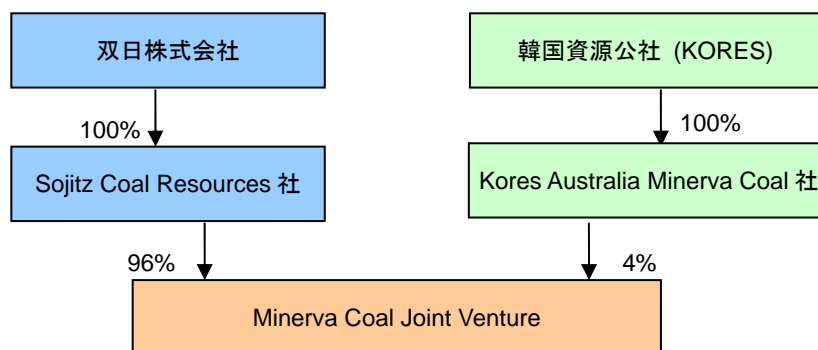 双日株式会社
韓国資源公社 (KORES)
100%
100%
Sojitz Coal Resources 社
Kores Australia Minerva Coal 社
96%
4%
Minerva Coal Joint Venture